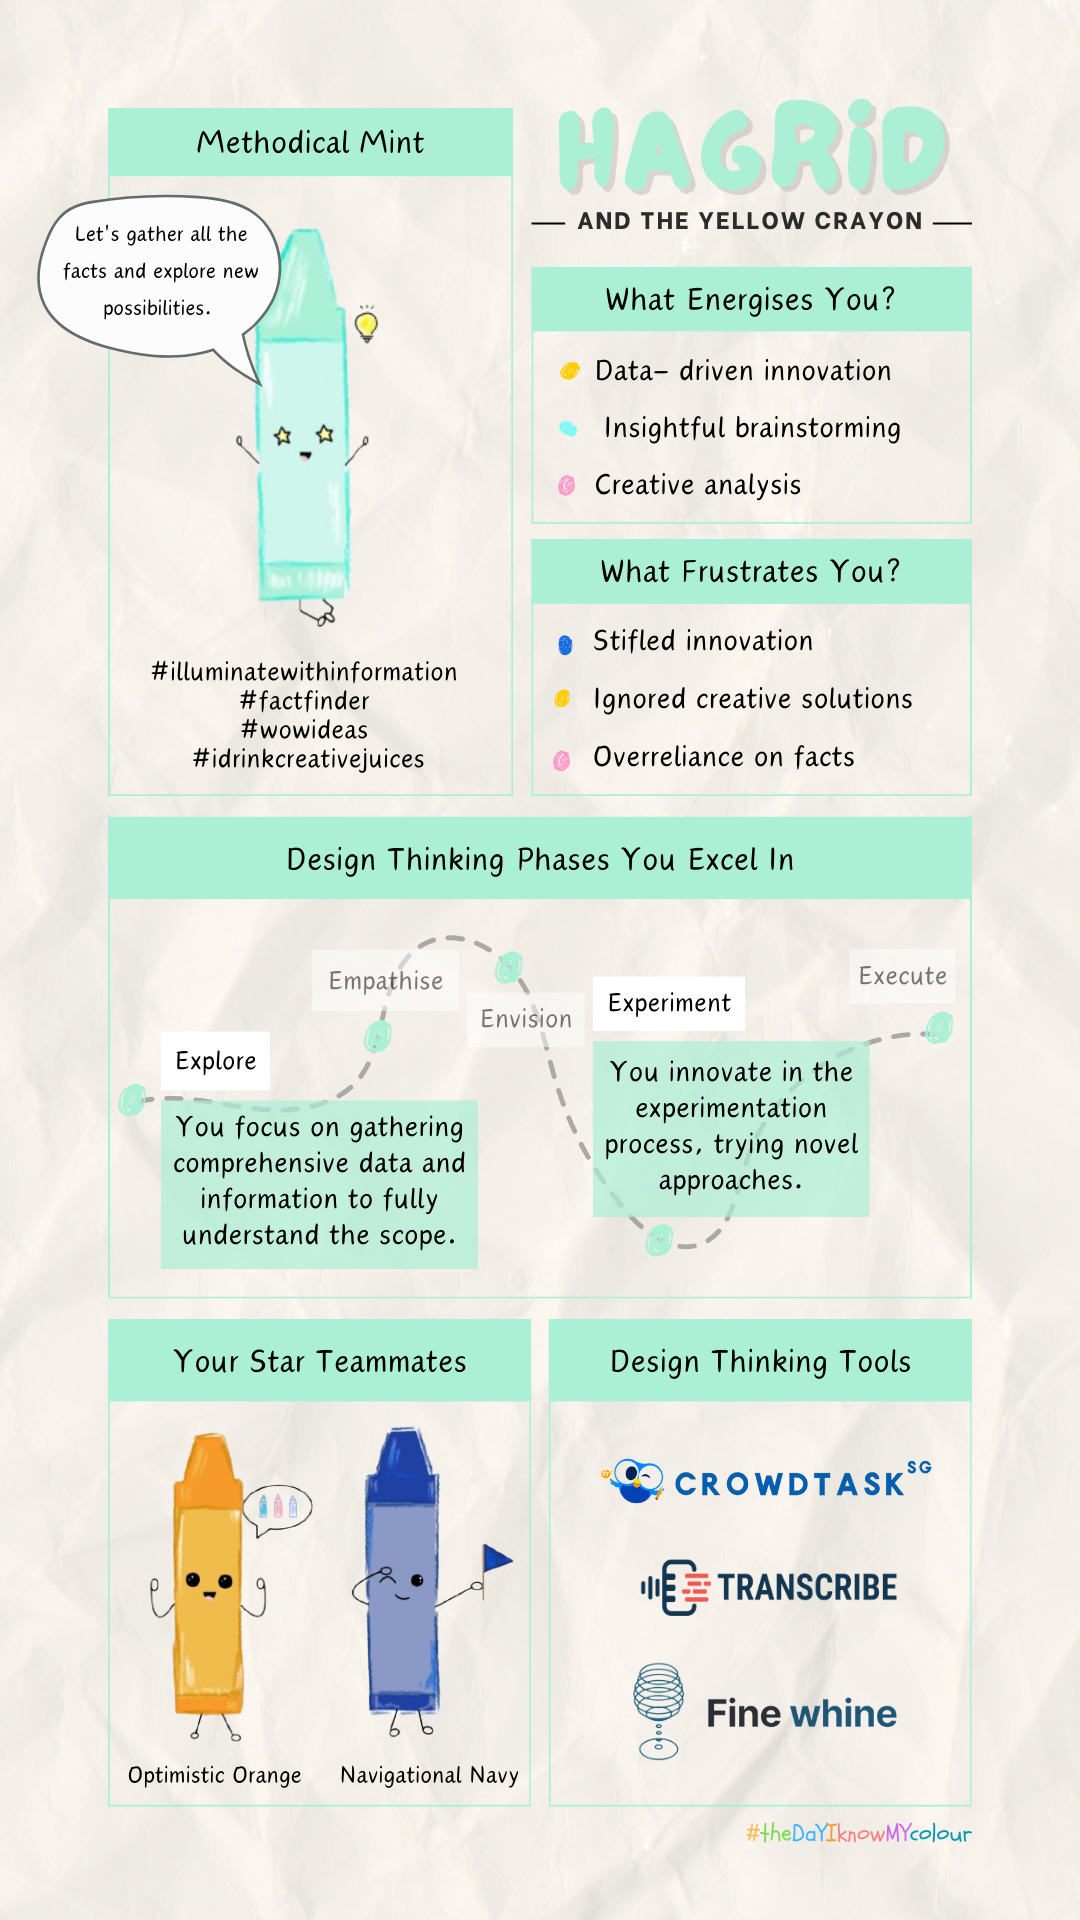 Methodical Mint
Let's gather all the
facts and explore new
possibilities.
#illuminatewithinformation
#factfinder
#wowideas
#idrinkcreativejuices
HAGRiD
AND THE YELLOW CRAYON
What Energises You?
Data– driven innovation
Insightful brainstorming
Creative analysis
What Frustrates You?
Stifled innovation
Ignored creative solutions
Overreliance on facts
Design Thinking Phases You Excel In
Explore
You focus on gathering
comprehensive data and
information to fully
understand the scope.
Empathise
Envision
Experiment
You innovate in the
experimentation
process, trying novel
approaches.
Execute
Your Star Teammates
Optimistic Orange
Navigational Navy
Design Thinking Tools
CROWDTASK SG
TRANSCRIBE
Fine whine
#theDaYIknowMYcolour